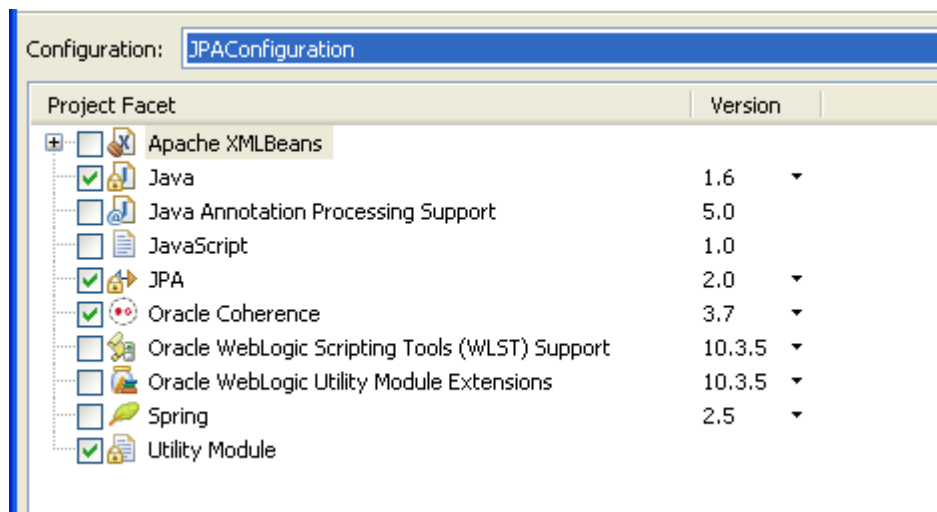 Configuration: JPAConfiguration
Project Facet Version
Apache XMLBeans
Java 1.6
Java Annotation Processing Support 5.0
JavaScript 1.0
JPA 2.0
Oracle Coherence 3.7
Oracle WebLogic Scripting Tools (WLST) Support 10.3.5
Oracle WebLogic Utility Module Extensions 10.3.5
Spring 2.5
Utility Module